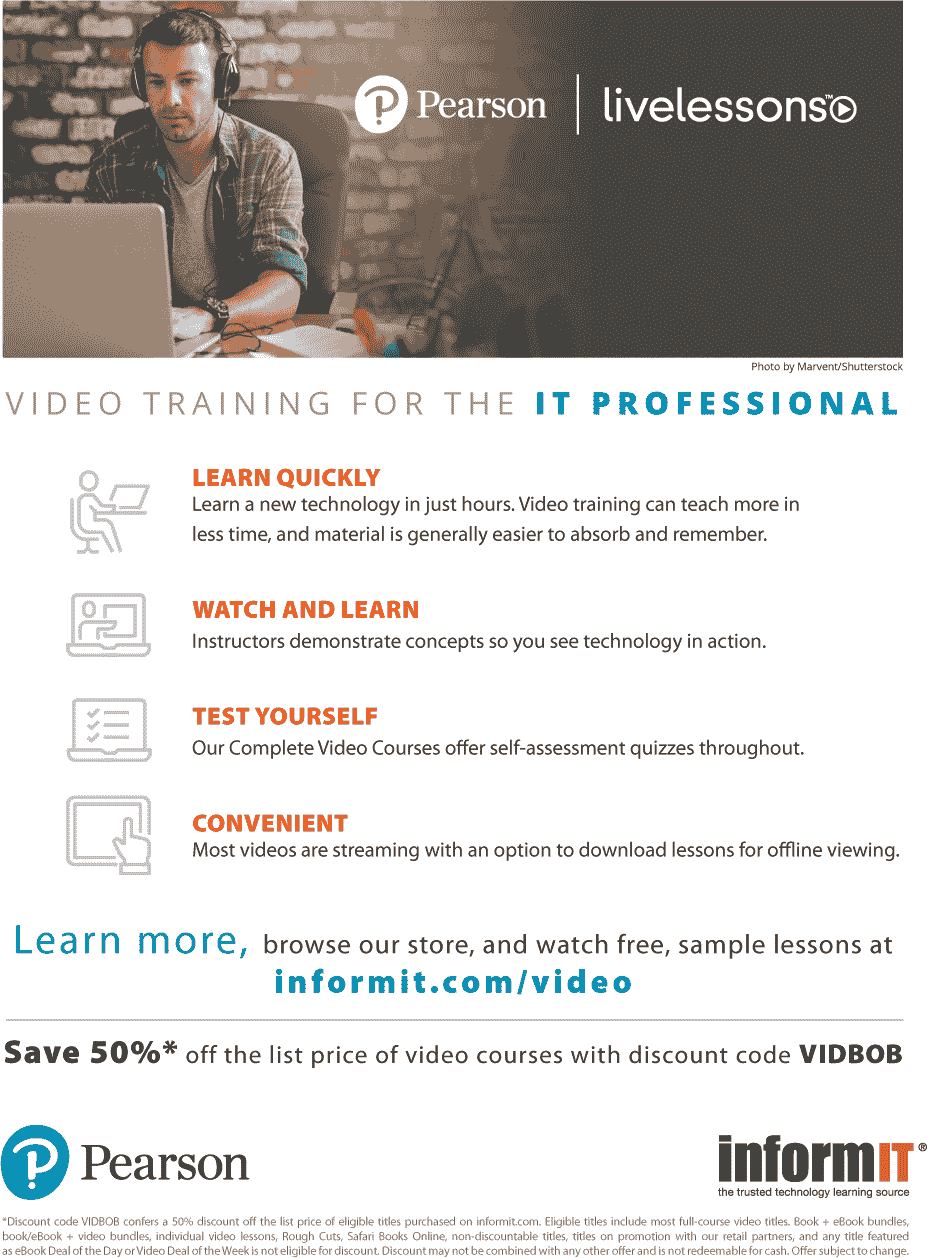 Pearson
livelessons™
Photo by Marvent/Shutterstock
VIDEO TRAINING FOR THE IT PROFESSIONAL
LEARN QUICKLY
Learn a new technology in just hours. Video training can teach more in
less time, and material is generally easier to absorb and remember.
WATCH AND LEARN
Instructors demonstrate concepts so you see technology in action.
TEST YOURSELF
Our Complete Video Courses offer self-assessment quizzes throughout.
CONVENIENT
Most videos are streaming with an option to download lessons for offline viewing.
Learn more, browse our store, and watch free, sample lessons at
informit.com/video
Save 50%* off the list price of video courses with discount code VIDBOB
Pearson
informIT®
the trusted technology learning source
*Discount code VIDBOB confers a 50% discount off the list price of eligible titles purchased on informit.com. Eligible titles include most full-course video titles. Book + eBook bundles,
book/eBook + video bundles, individual video lessons, Rough Cuts, Safari Books Online, non-discountable titles, titles on promotion with our retail partners, and any title featured
as eBook Deal of the Day or Video Deal of the Week is not eligible for discount. Discount may not be combined with any other offer and is not redeemable for cash. Offer subject to change.